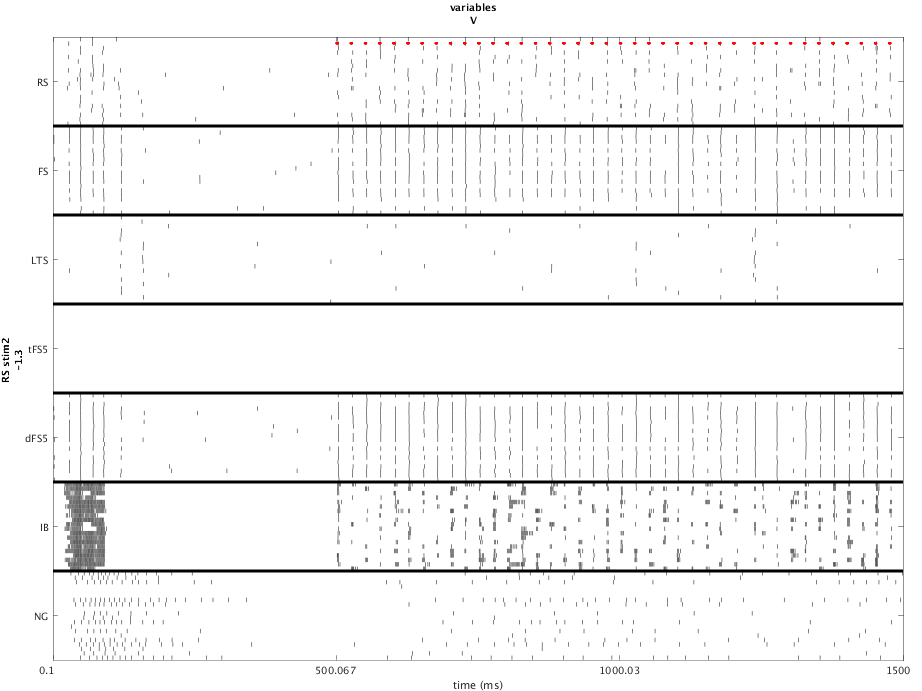 variables
V
RS
FS
LTS
tFS5
dFS5
IB
NG
RS stim2
-1.3
0.1
500.067
1000.03
1500
time (ms)